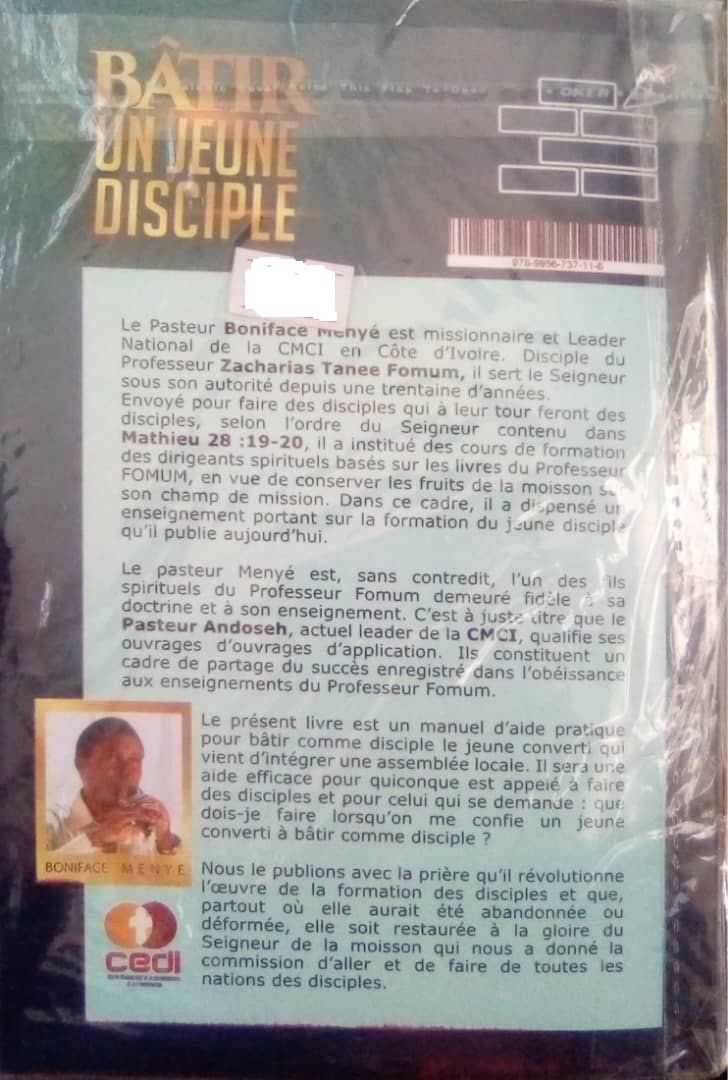 BÂTIR
UN JEUNE
DISCIPLE
This Flap To Open
OKER
978-9956-737-11-6
Le Pasteur Boniface Menyé est missionnaire et Leader
National de la CMCI en Côte d'Ivoire. Disciple du
Professeur Zacharias Tanee Fomum, il sert le Seigneur
sous son autorité depuis une trentaine d'années.
Envoyé pour faire des disciples qui à leur tour feront des
disciples, selon l'ordre du Seigneur contenu dans
Mathieu 28 :19-20, il a institué des cours de formation
des dirigeants spirituels basés sur les livres du Professeur
FOMUM, en vue de conserver les fruits de la moisson sur
son champ de mission. Dans ce cadre, il a dispensé un
enseignement portant sur la formation du jeune disciple
qu'il publie aujourd'hui.
Le pasteur Menyé est, sans contredit, l'un des fils
spirituels du Professeur Fomum demeuré fidèle à sa
doctrine et à son enseignement. C'est à juste titre que le
Pasteur Andoseh, actuel leader de la CMCI, qualifie ses
ouvrages d'ouvrages d'application. Ils constituent un
cadre de partage du succès enregistré dans l'obéissance
aux enseignements du Professeur Fomum.
Le présent livre est un manuel d'aide pratique
pour bâtir comme disciple le jeune converti qui
vient d'intégrer une assemblée locale. Il sera une
aide efficace pour quiconque est appelé à faire
des disciples et pour celui qui se demande : que
dois-je faire lorsqu'on me confie un jeune
converti à bâtir comme disciple ?
BONIFACE MENYÉ
Nous le publions avec la prière qu'il révolutionne
l'œuvre de la formation des disciples et que,
partout où elle aurait été abandonnée ou
déformée, elle soit restaurée à la gloire du
Seigneur de la moisson qui nous a donné la
commission d'aller et de faire de toutes les
nations des disciples.
cedi